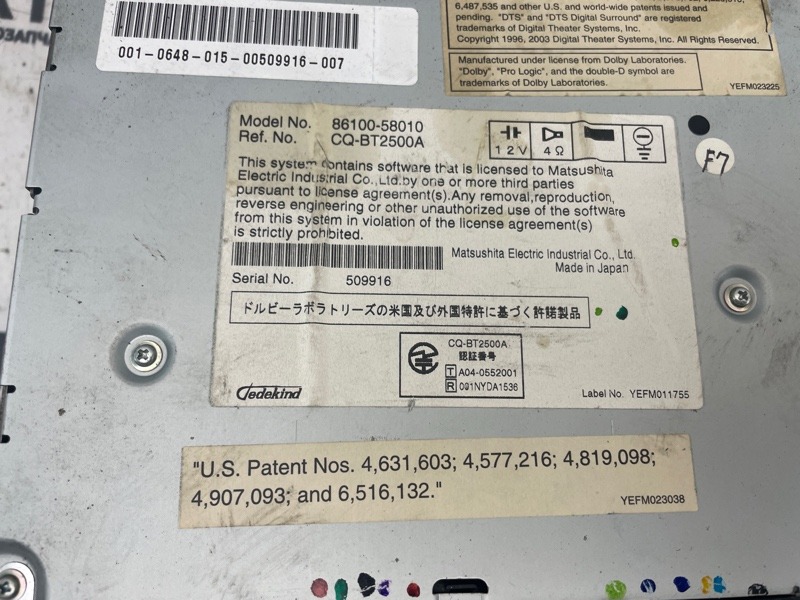 001-0648-015-00509916-007
6,487,535 and other U.S. and world-wide patents issued and
pending. "DTS" and "DTS Digital Surround" are registered
trademarks of Digital Theater Systems, Inc.
Copyright 1996, 2003 Digital Theater Systems, Inc. All Rights Reserved.
Manufactured under license from Dolby Laboratories.
"Dolby", "Pro Logic", and the double-D symbol are
trademarks of Dolby Laboratories.
YEFM023225
Model No. 86100-58010
Ref. No. CQ-BT2500A
12V 4Ω
F7
This system contains software that is licensed to Matsushita
Electric Industrial Co.,Ltd.by one or more third parties
pursuant to license agreement(s).Any removal,reproduction,
reverse engineering or other unauthorized use of the software
from this system in violation of the license agreement(s)
is strictly prohibited.
Matsushita Electric Industrial Co., Ltd.
Made in Japan
Serial No. 509916
ドルビーラボラトリーズの米国及び外国特許に基づく許諾製品
CQ-BT2500A
認証番号
T A04-0552001
R 001NYDA1536
Dedekind
Label No. YEFM011755
"U.S. Patent Nos. 4,631,603; 4,577,216; 4,819,098;
4,907,093; and 6,516,132."
YEFM023038